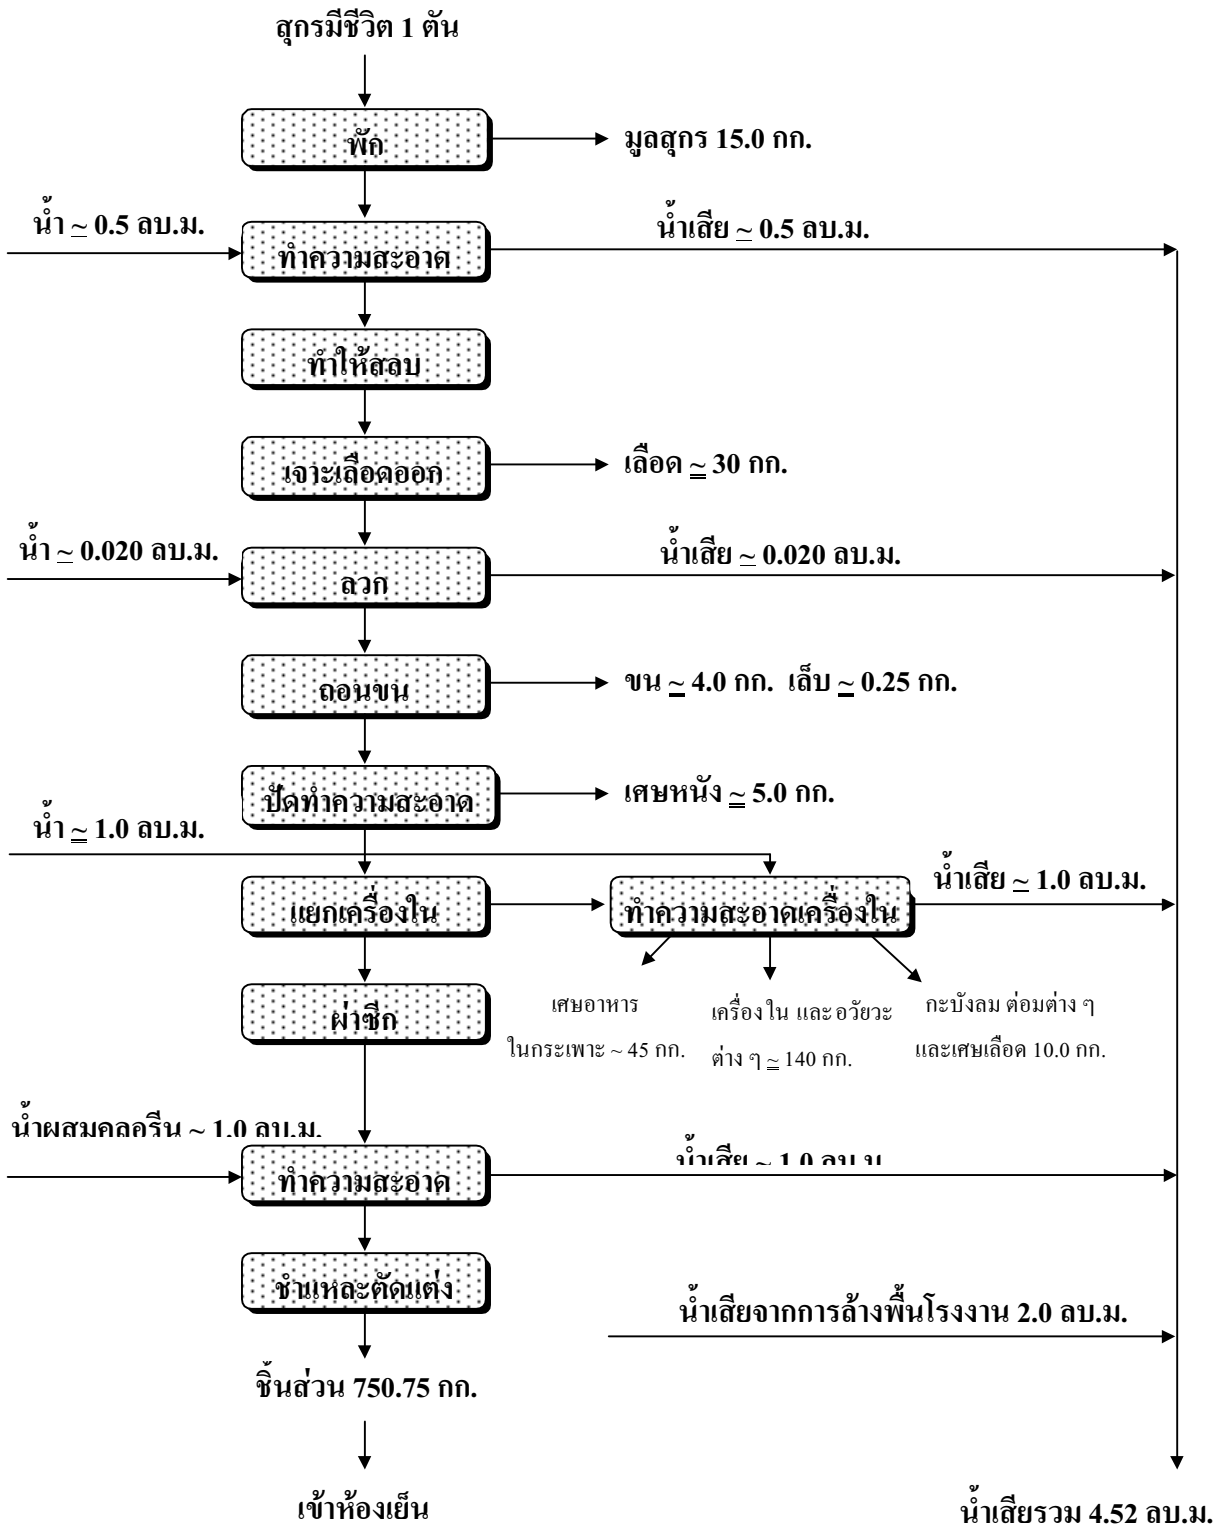 สุกรมีชีวิต 1 ตัน
พัก
มูลสุกร 15.0 กก.
น้ำ ~ 0.5 ลบ.ม.
น้ำเสีย ~ 0.5 ลบ.ม.
ทำความสะอาด
ทำให้สลบ
เจาะเลือดออก
เลือด ~ 30 กก.
น้ำ ~ 0.020 ลบ.ม.
น้ำเสีย ~ 0.020 ลบ.ม.
ลวก
ถอนขน
ขน ~ 4.0 กก. เล็บ ~ 0.25 กก.
ปัดทำความสะอาด
เศษหนัง ~ 5.0 กก.
น้ำ ~ 1.0 ลบ.ม.
แยกเครื่องใน
ทำความสะอาดเครื่องใน
น้ำเสีย ~ 1.0 ลบ.ม.
เศษอาหาร
ในกระเพาะ ~ 45 กก.
เครื่องใน และอวัยวะ
ต่าง ๆ ~ 140 กก.
กะบังลม ต่อมต่าง ๆ
และเศษเลือด 10.0 กก.
ผ่าซีก
น้ำผสมคลอรีน ~ 1.0 ลบ.ม.
น้ำเสีย ~ 1.0 ลบ.ม.
ทำความสะอาด
ชำแหละตัดแต่ง
น้ำเสียจากการล้างพื้นโรงงาน 2.0 ลบ.ม.
ชิ้นส่วน 750.75 กก.
เข้าห้องเย็น
น้ำเสียรวม 4.52 ลบ.ม.